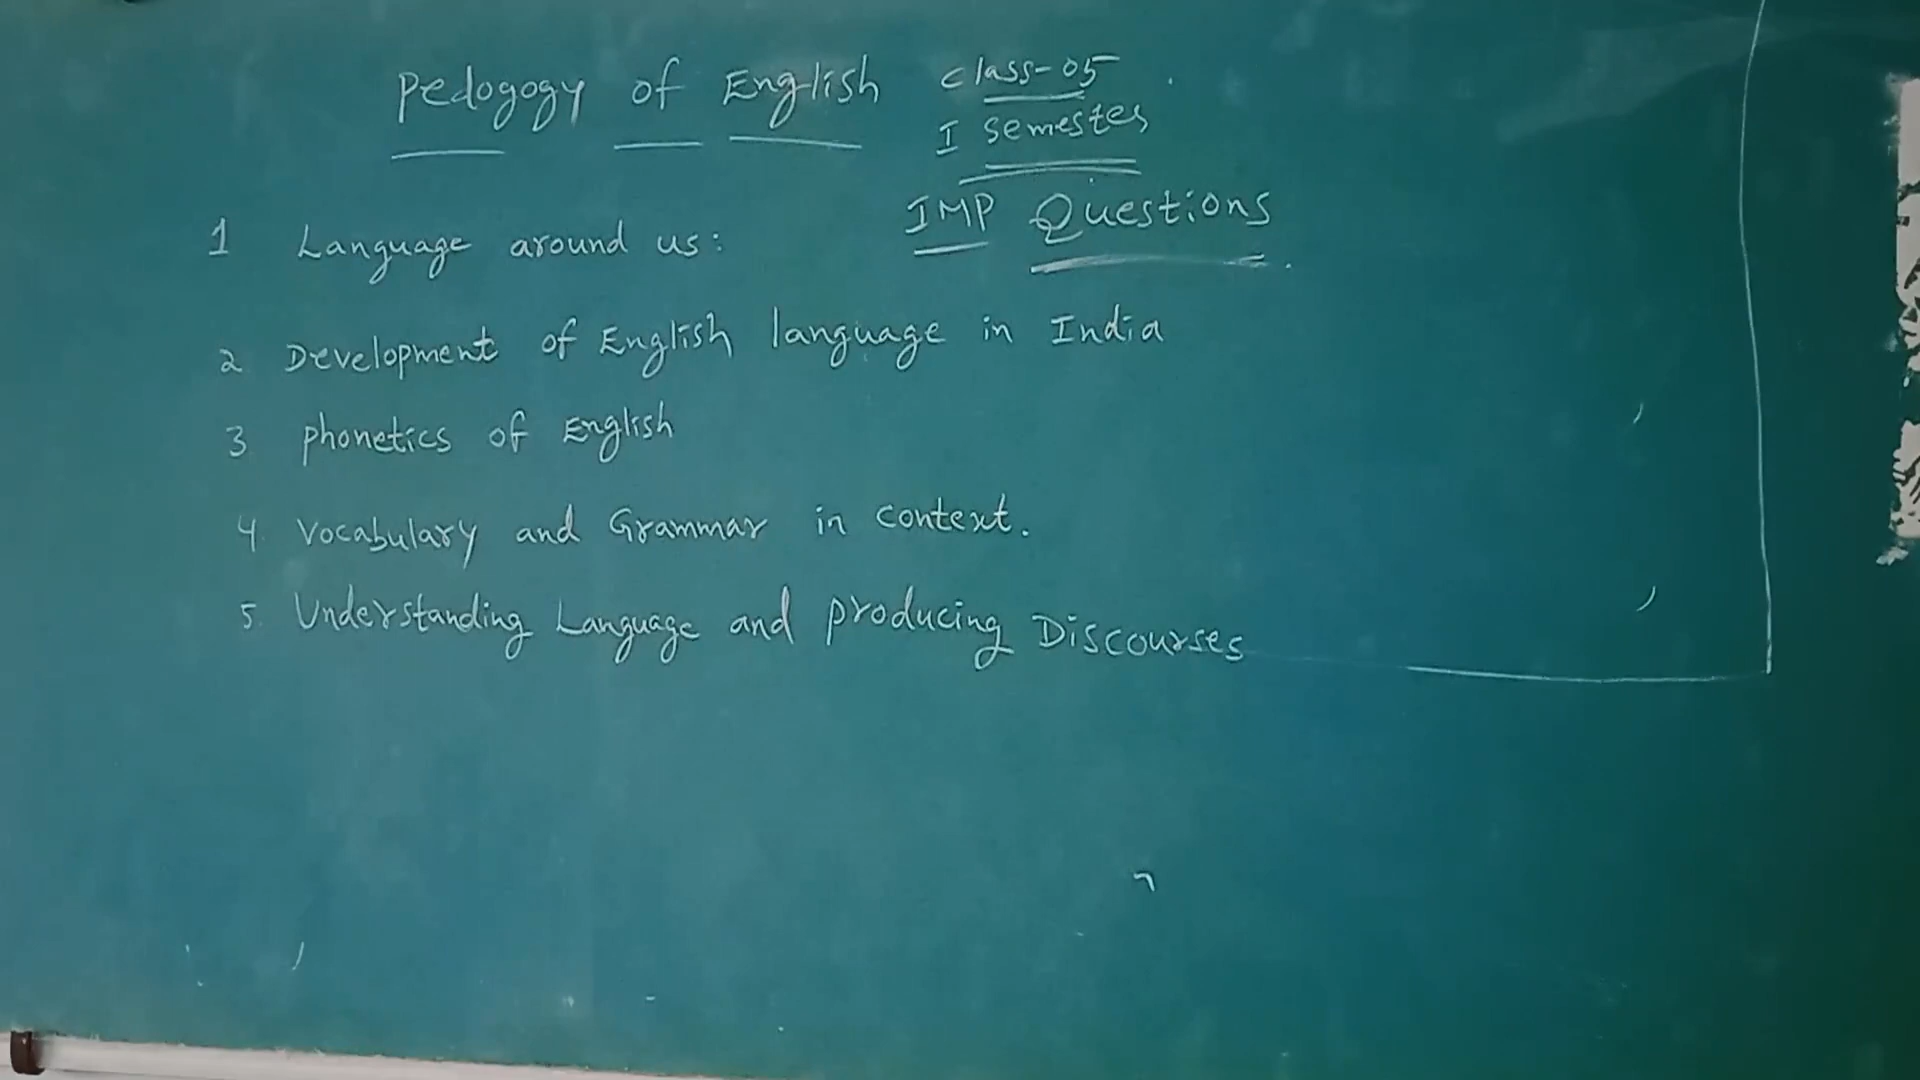 Pedogogy of English class-05
I semester
IMP Questions
1 Language around us:
2 Development of English language in India
3 phonetics of English
4 vocabulary and Grammar in context.
5. Understanding Language and producing Discourses